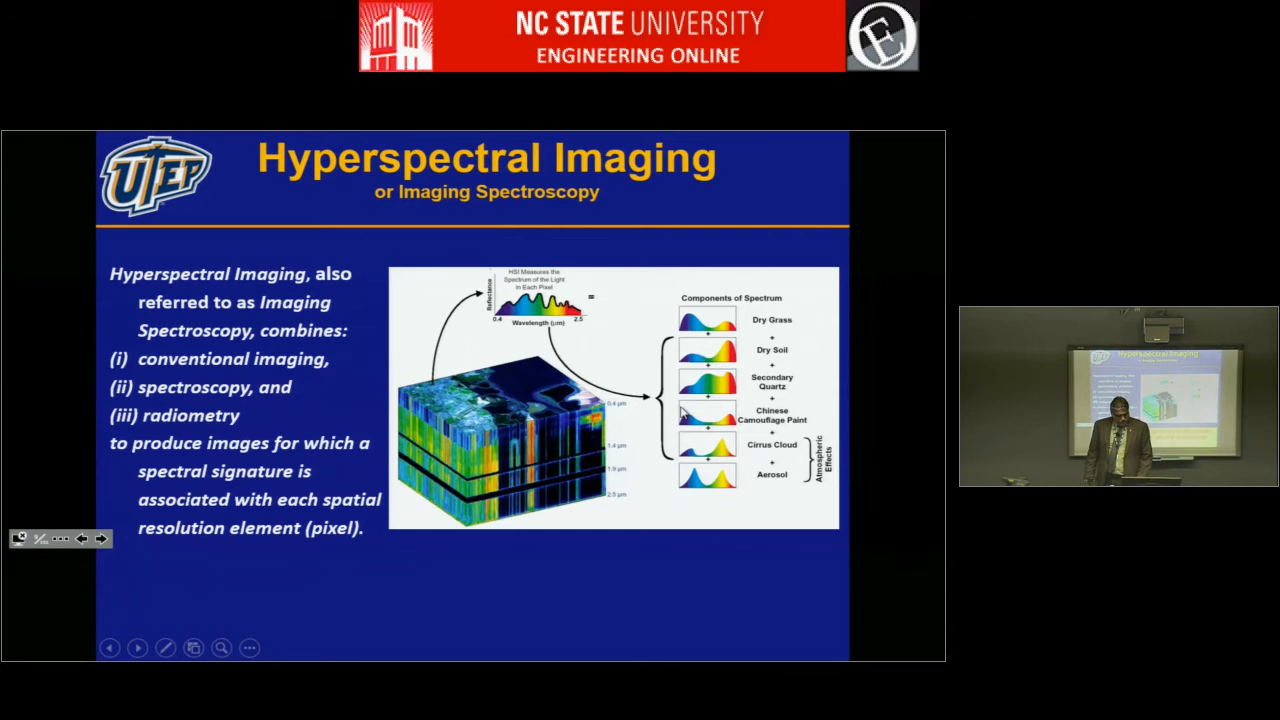 NC STATE UNIVERSITY
ENGINEERING ONLINE
UTEP
Hyperspectral Imaging
or Imaging Spectroscopy
Hyperspectral Imaging, also
referred to as Imaging
Spectroscopy, combines:
(i) conventional imaging,
(ii) spectroscopy, and
(iii) radiometry
to produce images for which a
spectral signature is
associated with each spatial
resolution element (pixel).
HSI Measures the
Spectrum of the Light
in Each Pixel
Reflectance
=
0.4
2.5
Wavelength (µm)
0.4 µm
1.4 µm
1.9 µm
2.5 µm
Components of Spectrum
Dry Grass
+
+
Dry Soil
+
+
Secondary
Quartz
+
+
Chinese
Camouflage Paint
+
+
Cirrus Cloud
+
+
Aerosol
Atmospheric
Effects
Hyperspectral Imaging